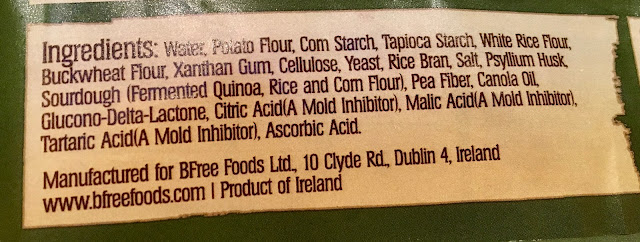 Ingredients: Water, Potato Flour, Corn Starch, Tapioca Starch, White Rice Flour,
Buckwheat Flour, Xanthan Gum, Cellulose, Yeast, Rice Bran, Salt, Psyllium Husk,
Sourdough (Fermented Quinoa, Rice and Corn Flour), Pea Fiber, Canola Oil,
Glucono-Delta-Lactone, Citric Acid(A Mold Inhibitor), Malic Acid(A Mold Inhibitor),
Tartaric Acid(A Mold Inhibitor), Ascorbic Acid.
Manufactured for BFree Foods Ltd., 10 Clyde Rd., Dublin 4, Ireland
www.bfreefoods.com | Product of Ireland